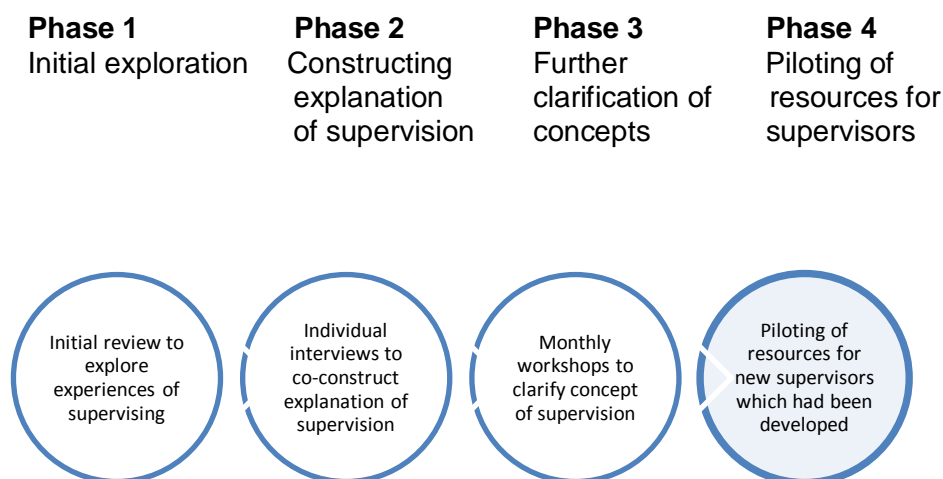 Phase 1
Initial exploration
Phase 2
Constructing
explanation
of supervision
Phase 3
Further
clarification of
concepts
Phase 4
Piloting of
resources for
supervisors
Initial review to
explore
experiences of
supervising
Individual
interviews to
co-construct
explanation of
supervision
Monthly
workshops to
clarify concept
of supervision
Piloting of
resources for
new supervisors
which had been
developed